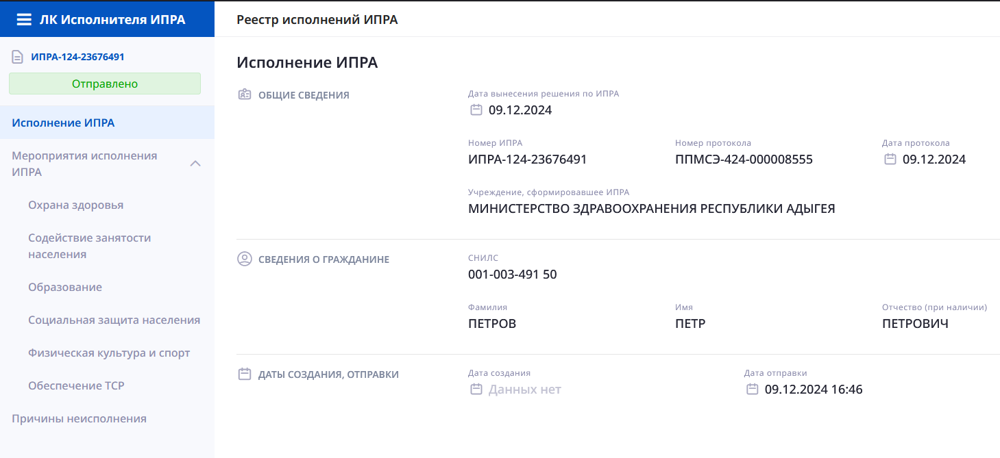 ЛК Исполнителя ИПРА
Реестр исполнений ИПРА
ИПРА-124-23676491
Отправлено
Исполнение ИПРА
Мероприятия исполнения
ИПРА
Охрана здоровья
Содействие занятости
населения
Образование
Социальная защита населения
Физическая культура и спорт
Обеспечение ТСР
Причины неисполнения
Исполнение ИПРА
ОБЩИЕ СВЕДЕНИЯ
Дата вынесения решения по ИПРА
09.12.2024
Номер ИПРА
ИПРА-124-23676491
Номер протокола
ППМСЭ-424-000008555
Дата протокола
09.12.2024
Учреждение, сформировавшее ИПРА
МИНИСТЕРСТВО ЗДРАВООХРАНЕНИЯ РЕСПУБЛИКИ АДЫГЕЯ
СВЕДЕНИЯ О ГРАЖДАНИНЕ
СНИЛС
001-003-491 50
Фамилия
ПЕТРОВ
Имя
ПЕТР
Отчество (при наличии)
ПЕТРОВИЧ
ДАТЫ СОЗДАНИЯ, ОТПРАВКИ
Дата создания
Данных нет
Дата отправки
09.12.2024 16:46